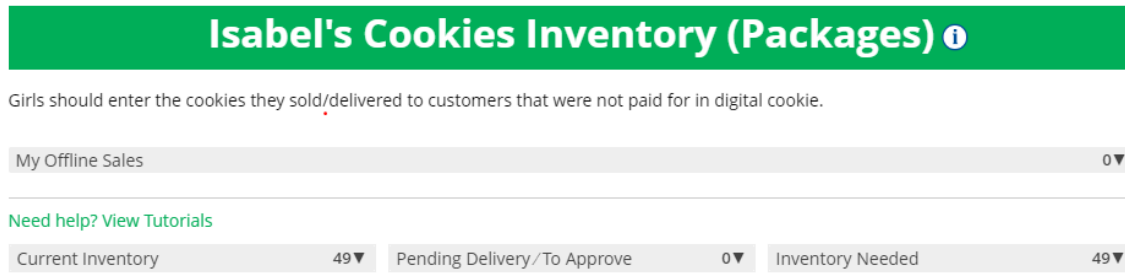 Isabel's Cookies Inventory (Packages) i
Girls should enter the cookies they sold/delivered to customers that were not paid for in digital cookie.
My Offline Sales 0▼
Need help? View Tutorials
Current Inventory 49▼ Pending Delivery/To Approve 0▼ Inventory Needed 49▼